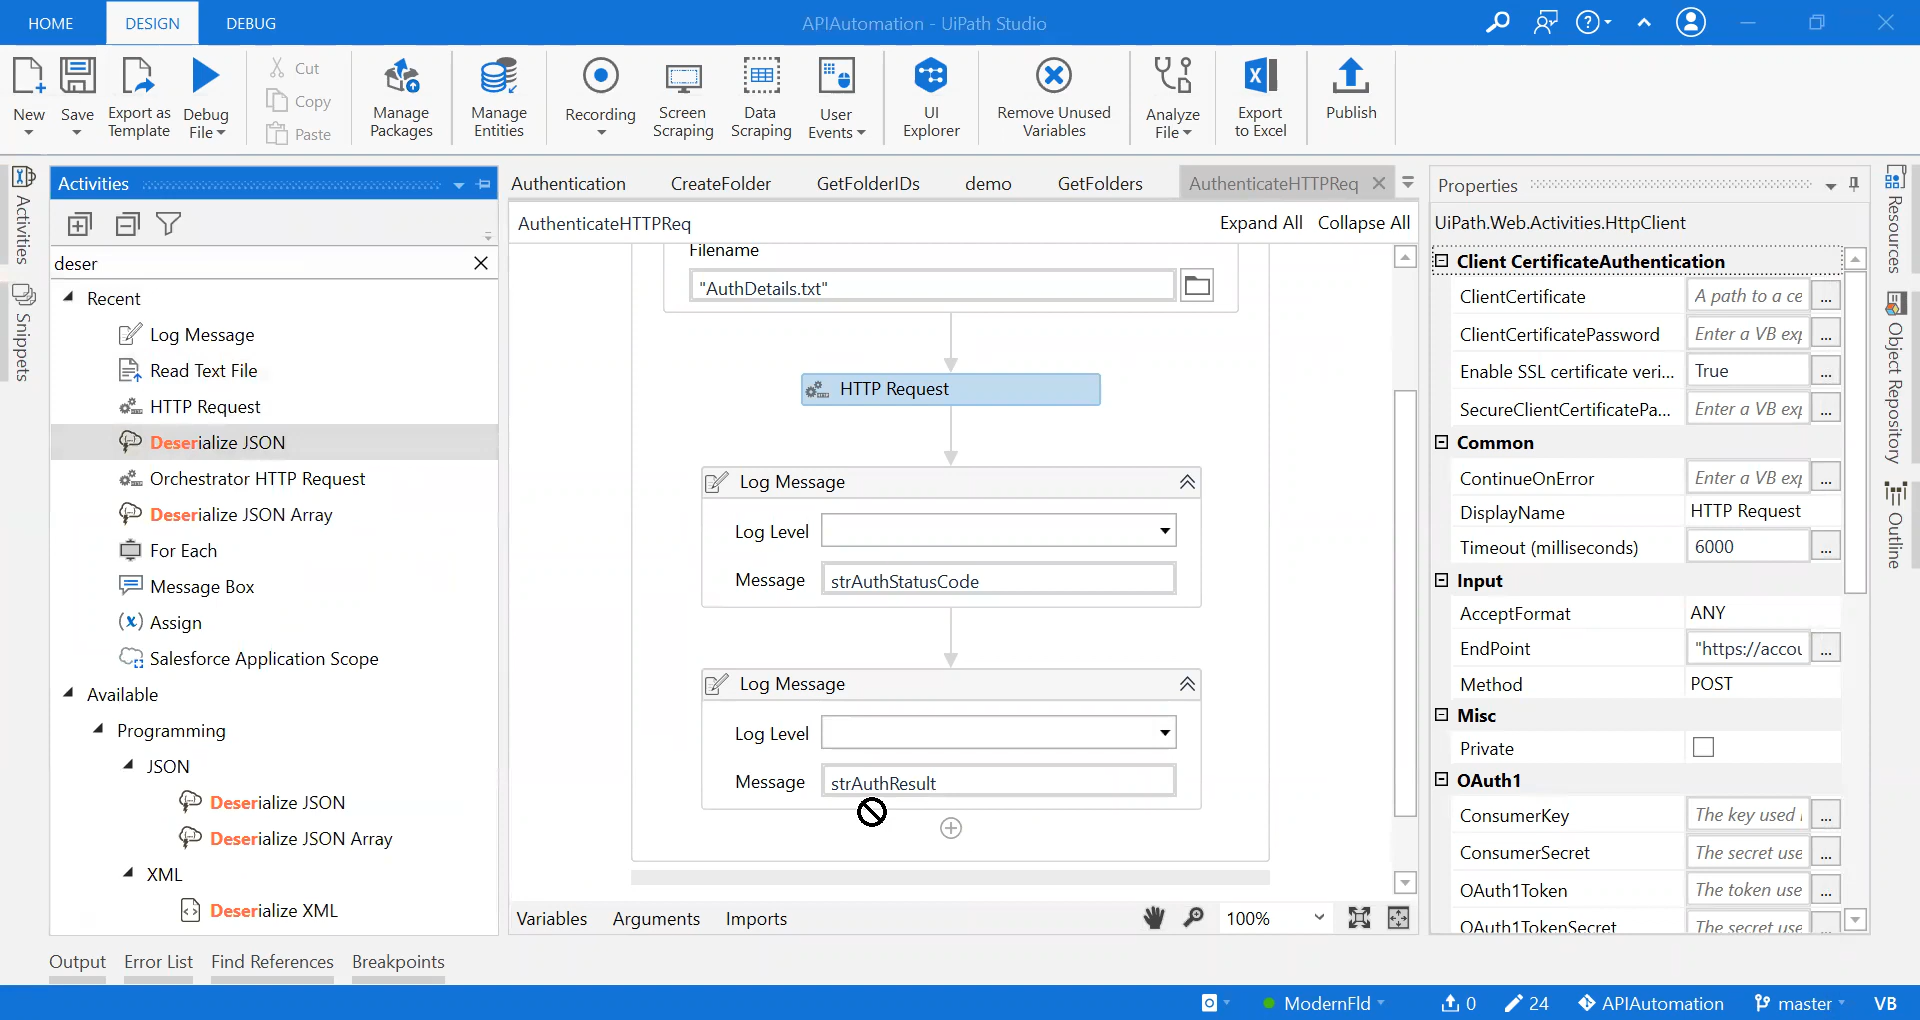 HOME DESIGN DEBUG APIAutomation - UiPath Studio
New Save Export as Template Debug File Cut Copy Paste Manage Packages Manage Entities Recording Screen Scraping Data Scraping User Events UI Explorer Remove Unused Variables Analyze File Export to Excel Publish
Activities
Snippets
Activities
deser
Recent
Log Message
Read Text File
HTTP Request
Deserialize JSON
Orchestrator HTTP Request
Deserialize JSON Array
For Each
Message Box
Assign
Salesforce Application Scope
Available
Programming
JSON
Deserialize JSON
Deserialize JSON Array
XML
Deserialize XML
Authentication CreateFolder GetFolderIDs demo GetFolders AuthenticateHTTPReq
AuthenticateHTTPReq Expand All Collapse All
Filename
"AuthDetails.txt"
HTTP Request
Log Message
Log Level
Message strAuthStatusCode
Log Message
Log Level
Message strAuthResult
Variables Arguments Imports 100%
Properties
UiPath.Web.Activities.HttpClient
Client CertificateAuthentication
ClientCertificate A path to a ce ...
ClientCertificatePassword Enter a VB exp ...
Enable SSL certificate veri... True ...
SecureClientCertificatePa... Enter a VB exp ...
Common
ContinueOnError Enter a VB exp ...
DisplayName HTTP Request
Timeout (milliseconds) 6000 ...
Input
AcceptFormat ANY
EndPoint "https://accou ...
Method POST
Misc
Private
OAuth1
ConsumerKey The key used i ...
ConsumerSecret The secret use ...
OAuth1Token The token use ...
OAuth1TokenSecret The secret use ...
Resources
Object Repository
Outline
Output Error List Find References Breakpoints
ModernFld 0 24 APIAutomation master VB